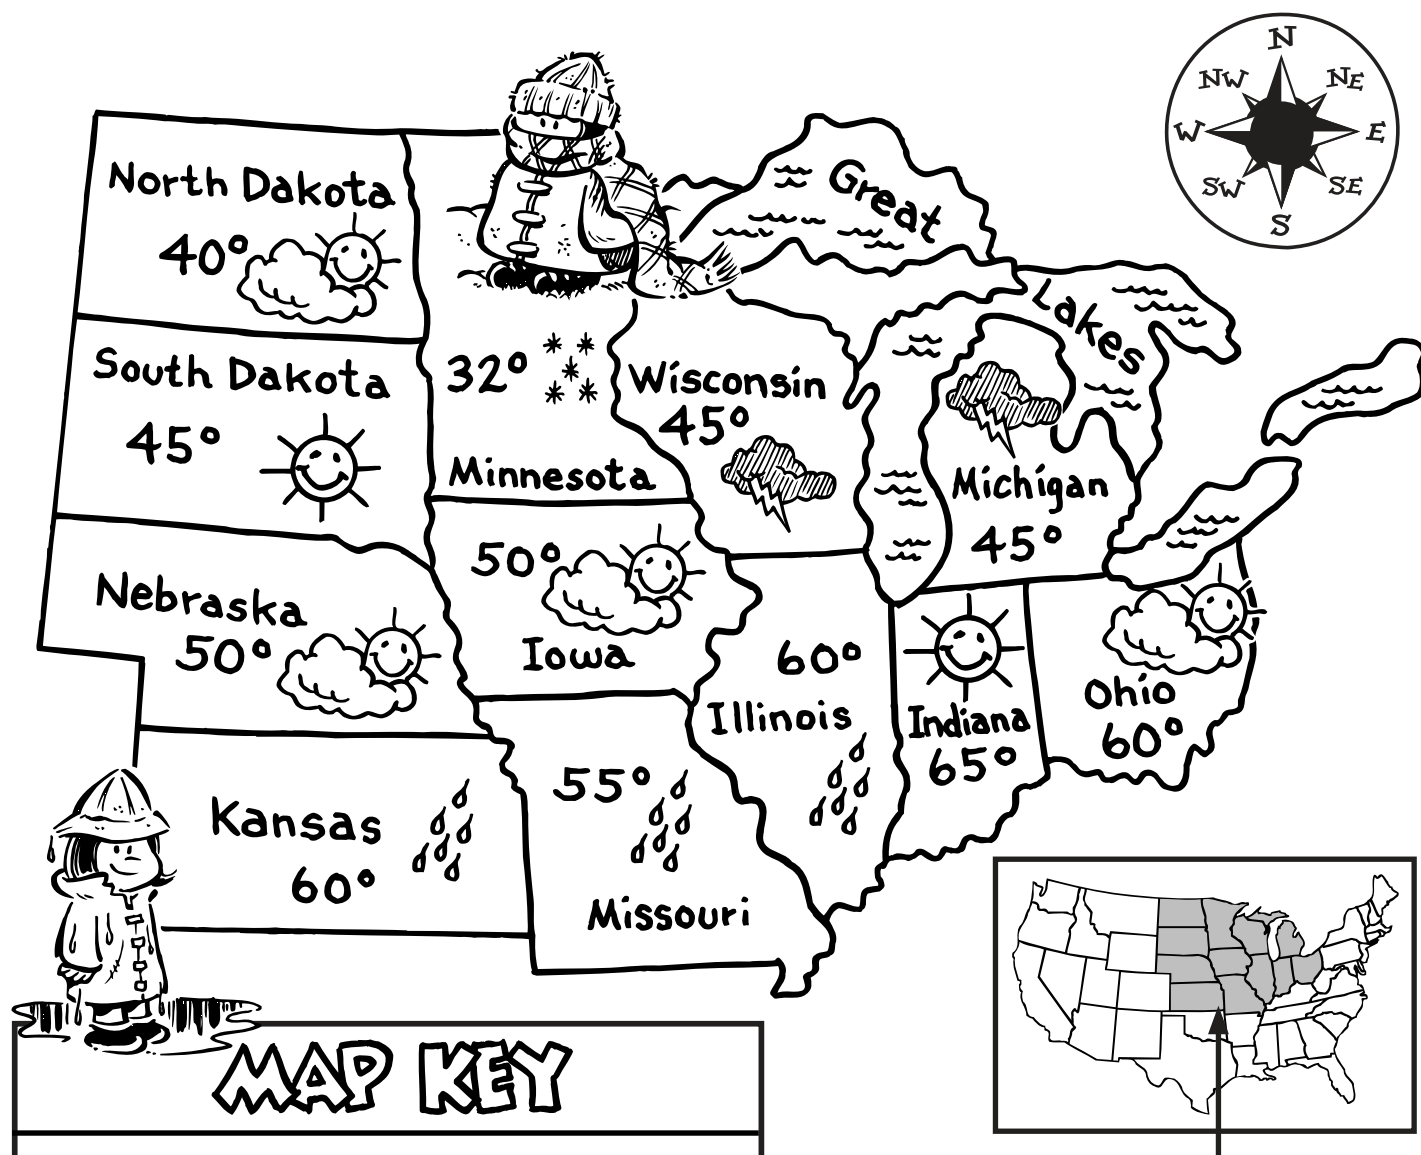 N
NW NE
W E
SW SE
S
North Dakota
40°
Great
Lakes
South Dakota
45°
32°
Minnesota
Wisconsin
45°
Michigan
45°
Nebraska
50°
50°
Iowa
60°
Illinois
Indiana
65°
Ohio
60°
Kansas
60°
55°
Missouri
MAP KEY